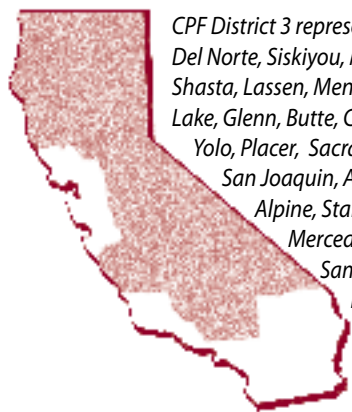 CPF District 3 repres
Del Norte, Siskiyou,
Shasta, Lassen, Men
Lake, Glenn, Butte, C
Yolo, Placer, Sacra
San Joaquin, A
Alpine, Sta
Merced
San